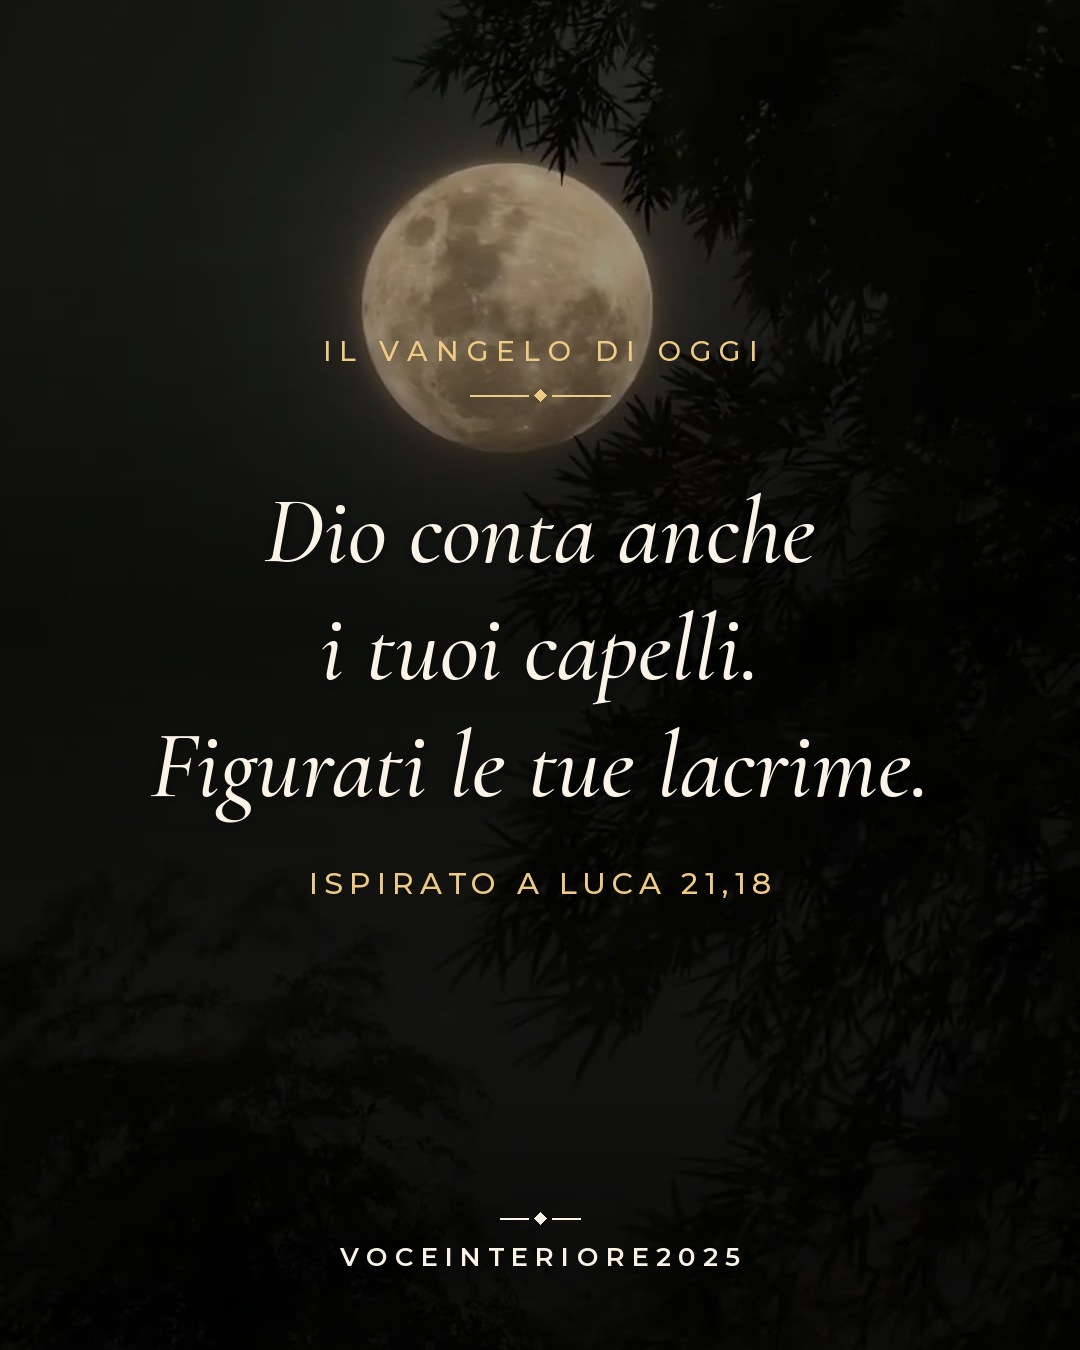 IL VANGELO DI OGGI
Dio conta anche
i tuoi capelli.
Figurati le tue lacrime.
ISPIRATO A LUCA 21,18
VOCEINTERIORE2025